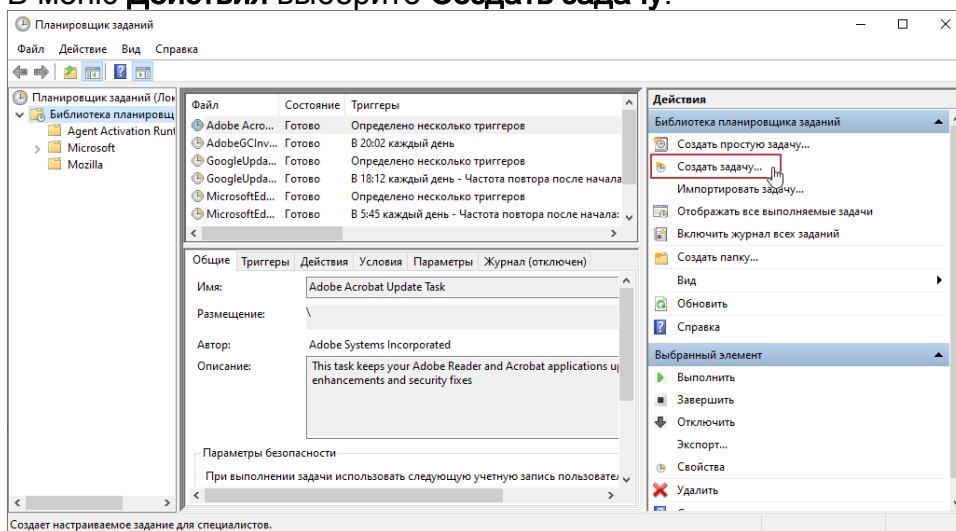 В меню Действия выберите Создать задачу.
Планировщик заданий
Файл Действие Вид Справка
Планировщик заданий (Лок
Библиотека планировщ
Agent Activation Runt
Microsoft
Mozilla
Файл Состояние Триггеры
Adobe Acro... Готово Определено несколько триггеров
AdobeGCInv... Готово В 20:02 каждый день
GoogleUpda... Готово Определено несколько триггеров
GoogleUpda... Готово В 18:12 каждый день - Частота повтора после начала
MicrosoftEd... Готово Определено несколько триггеров
MicrosoftEd... Готово В 5:45 каждый день - Частота повтора после начала:
Общие Триггеры Действия Условия Параметры Журнал (отключен)
Имя: Adobe Acrobat Update Task
Размещение: \
Автор: Adobe Systems Incorporated
Описание: This task keeps your Adobe Reader and Acrobat applications
enhancements and security fixes
Параметры безопасности
При выполнении задачи использовать следующую учетную запись
Действия
Библиотека планировщика заданий
Создать простую задачу...
Создать задачу...
Импортировать задачу...
Отображать все выполняемые задачи
Включить журнал всех заданий
Создать папку...
Вид
Обновить
Справка
Выбранный элемент
Выполнить
Завершить
Отключить
Экспорт...
Свойства
Удалить
Создает настраиваемое задание для специалистов.